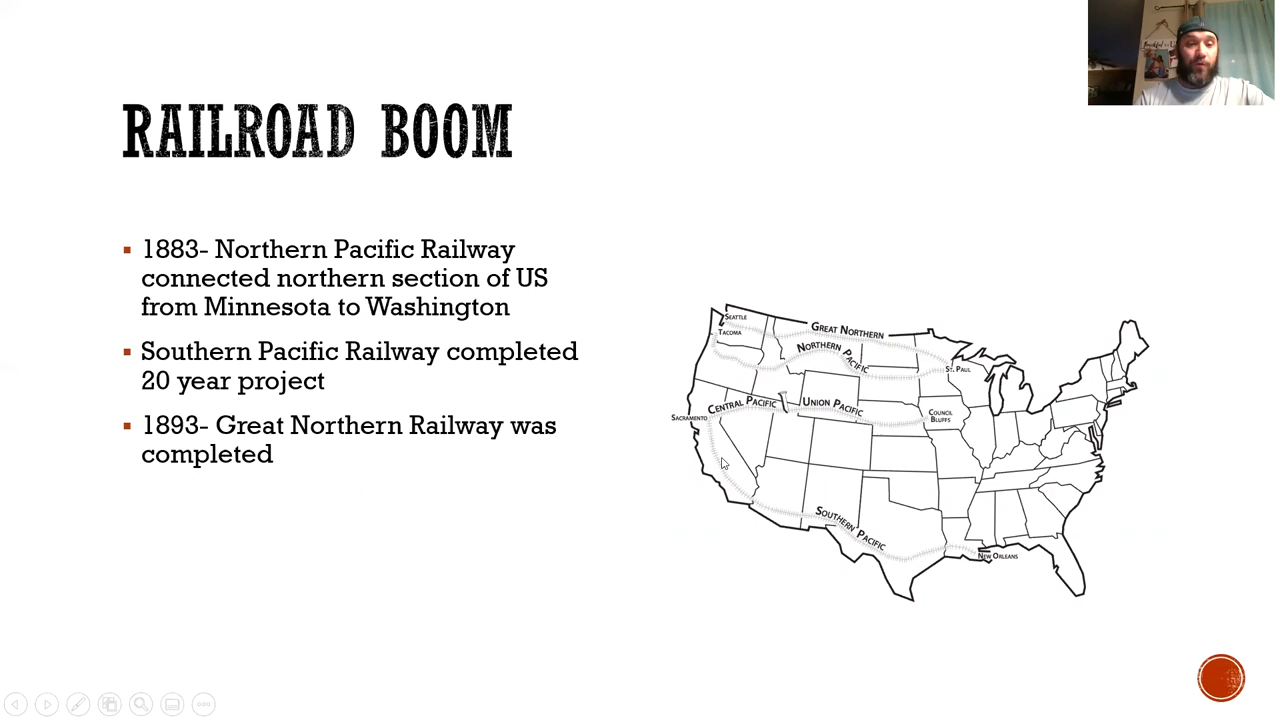 RAILROAD BOOM
1883- Northern Pacific Railway
connected northern section of US
from Minnesota to Washington
Southern Pacific Railway completed
20 year project
1893- Great Northern Railway was
completed
SEATTLE
TACOMA
GREAT NORTHERN
NORTHERN PACIFIC
ST. PAUL
SACRAMENTO
CENTRAL PACIFIC
UNION PACIFIC
COUNCIL
BLUFFS
SOUTHERN PACIFIC
NEW ORLEANS